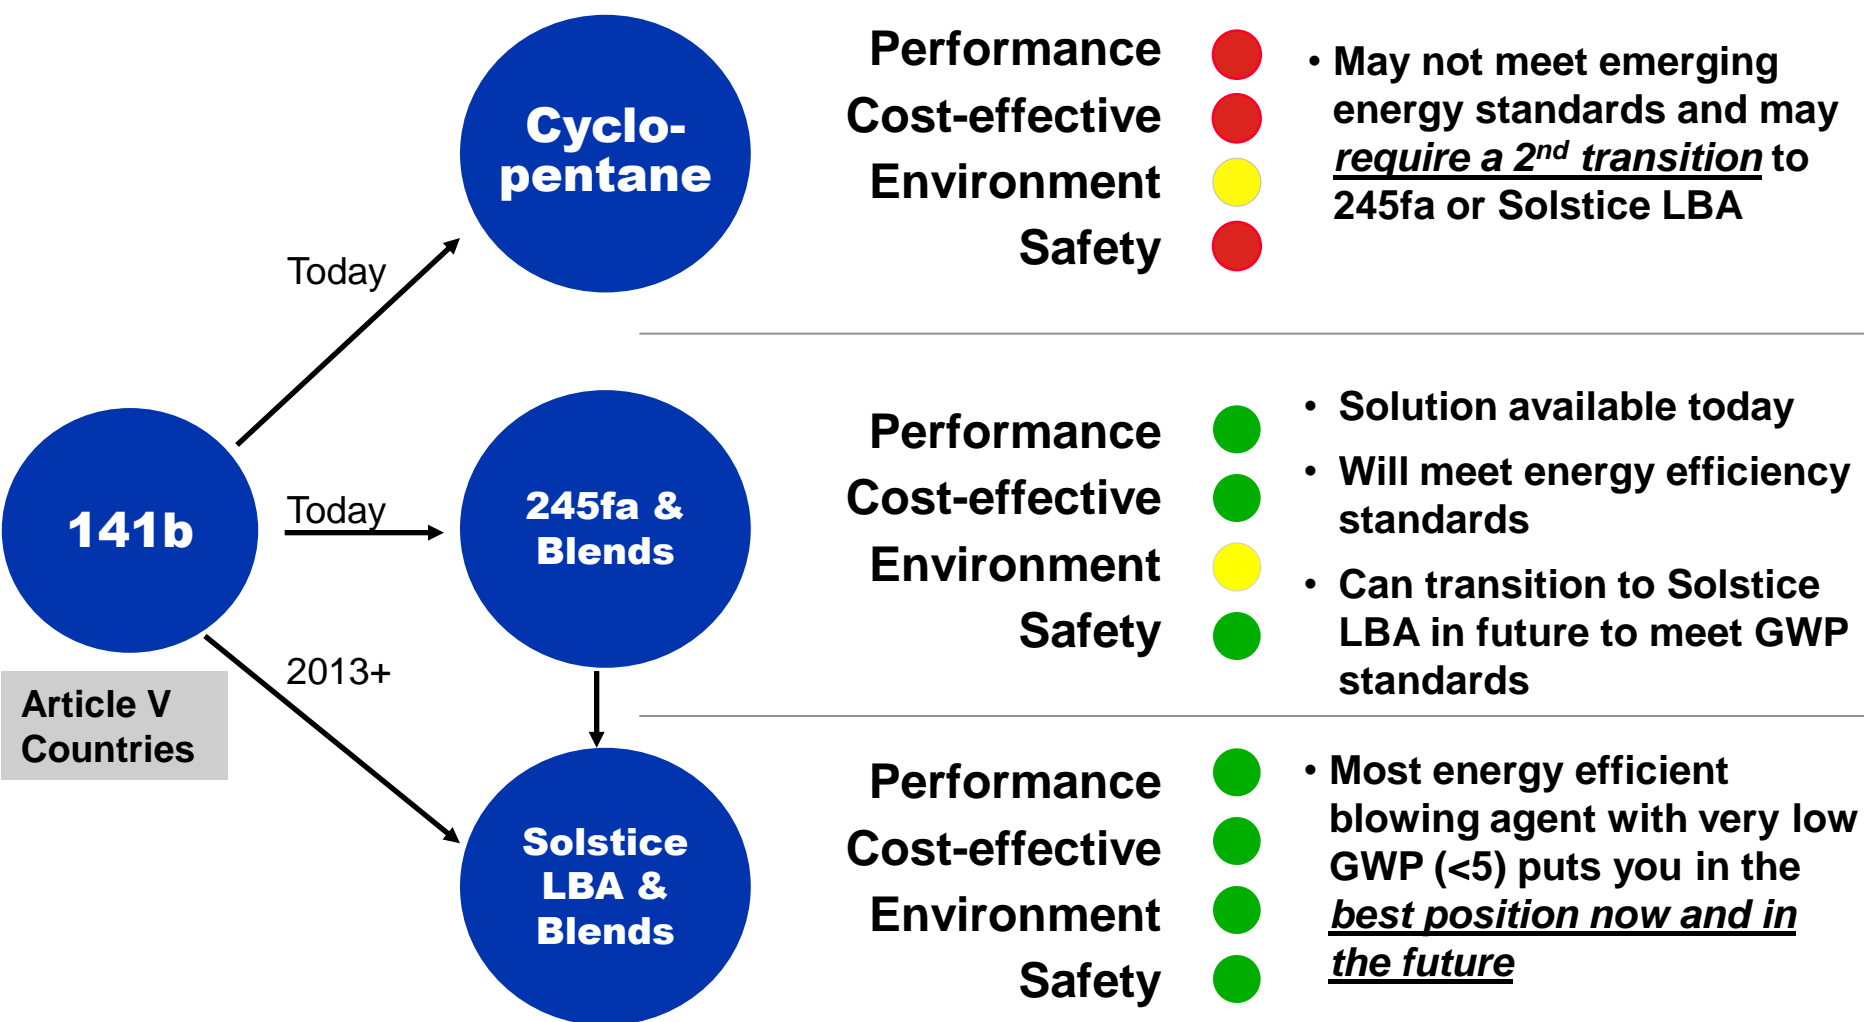 Cyclo-
pentane
Performance
Cost-effective
Environment
Safety
• May not meet emerging
energy standards and may
require a 2nd transition to
245fa or Solstice LBA
Today
141b
Article V
Countries
Today
245fa &
Blends
Performance
Cost-effective
Environment
Safety
• Solution available today
• Will meet energy efficiency
standards
• Can transition to Solstice
LBA in future to meet GWP
standards
2013+
Solstice
LBA &
Blends
Performance
Cost-effective
Environment
Safety
• Most energy efficient
blowing agent with very low
GWP (<5) puts you in the
best position now and in
the future